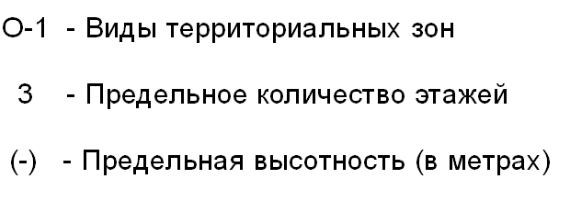 О-1 - Виды территориальных зон
3 - Предельное количество этажей
(-) - Предельная высотность (в метрах)